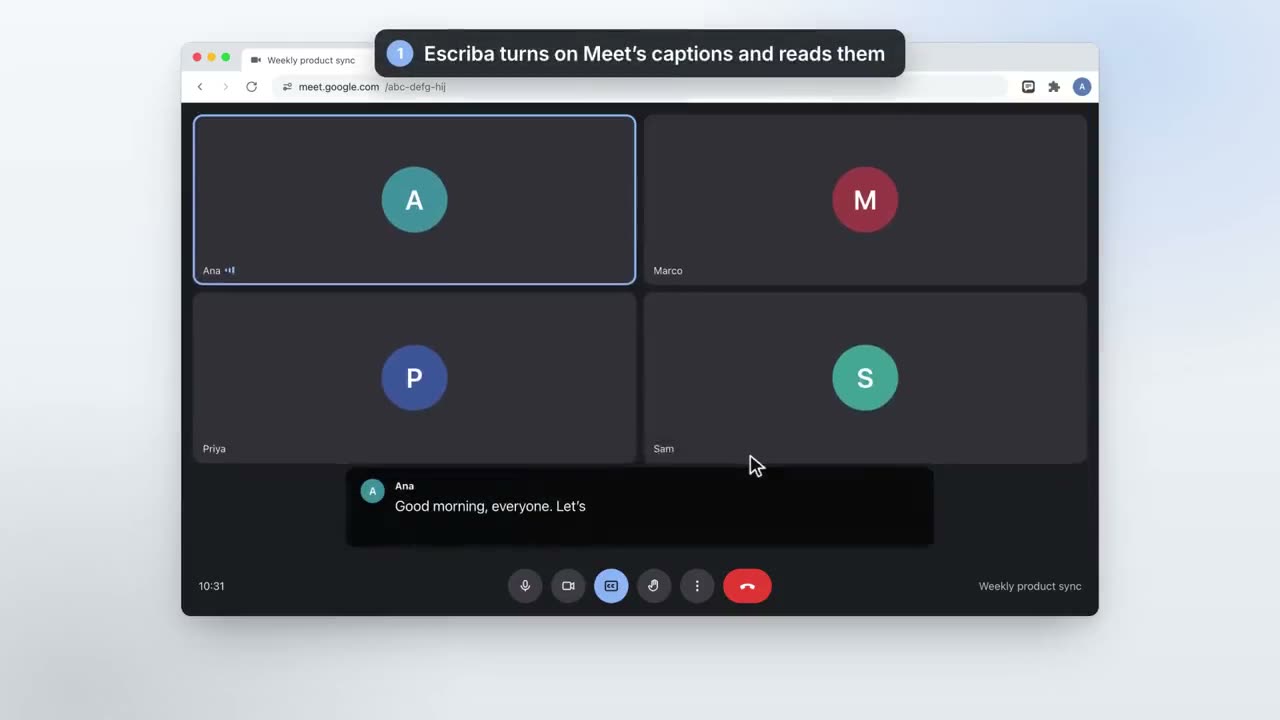 1 Escriba turns on Meet’s captions and reads them
Weekly product sync
meet.google.com /abc-defg-hij
A
A
M
Ana
Marco
P
S
Priya
Sam
A
Ana
Good morning, everyone. Let’s
10:31
CC
Weekly product sync